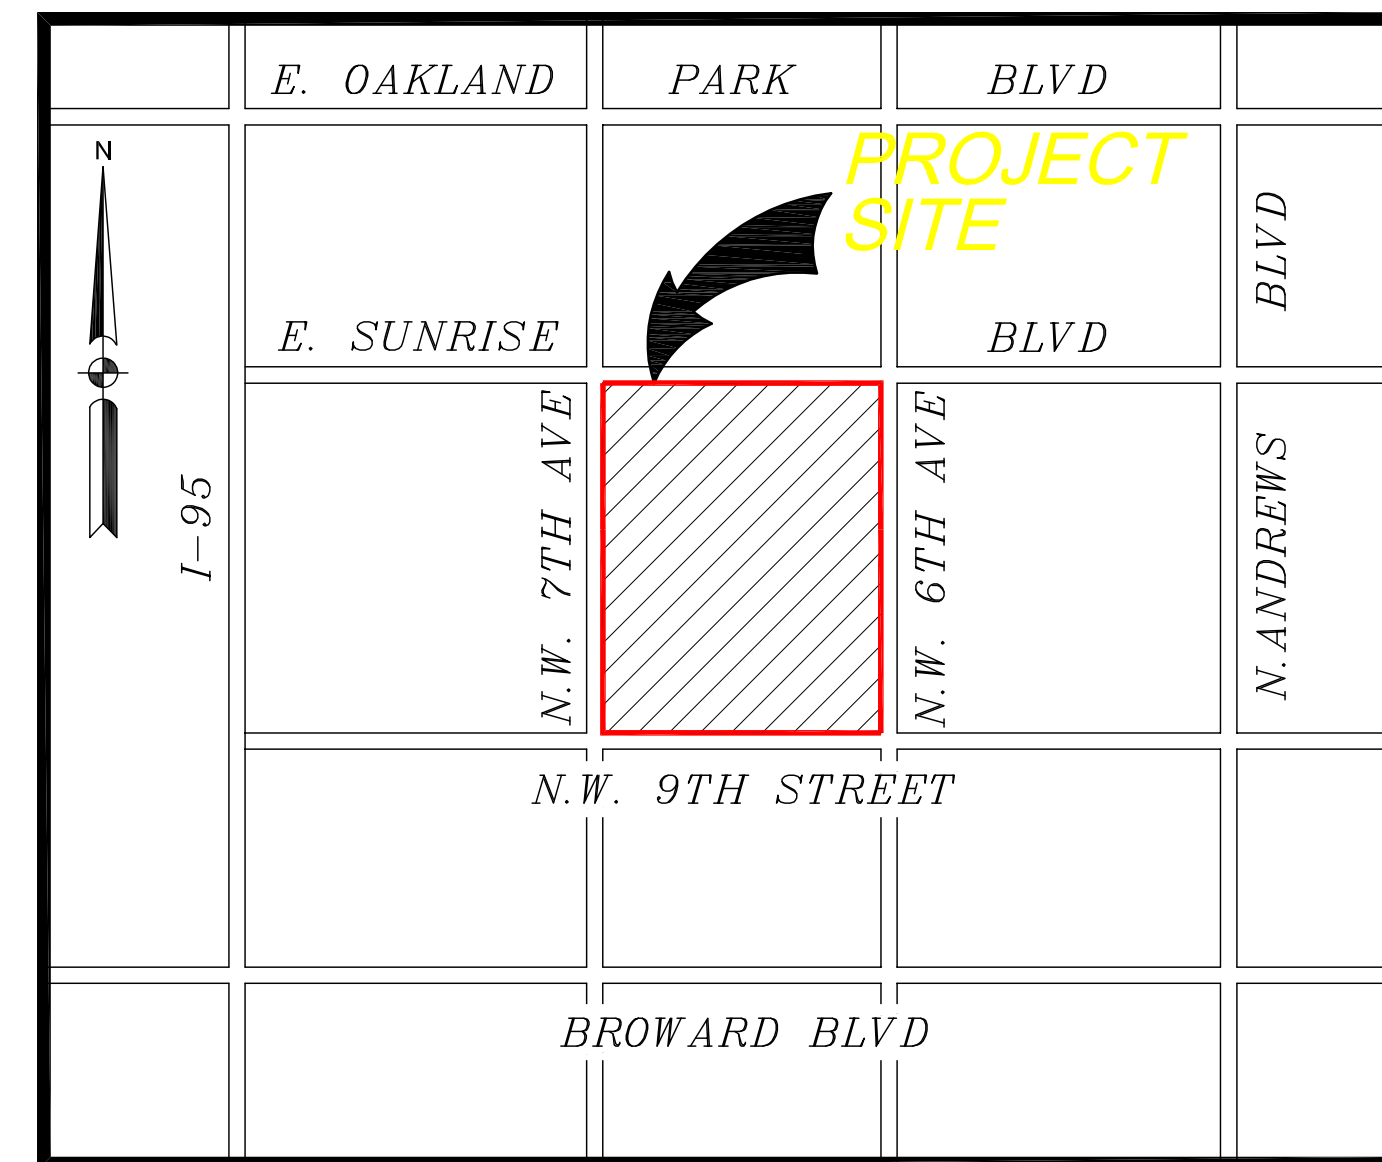 E. OAKLAND PARK BLVD
N
PROJECT
SITE
E. SUNRISE BLVD
I-95
N.W. 7TH AVE
N.W. 6TH AVE
N.ANDREWS BLVD
N.W. 9TH STREET
BROWARD BLVD